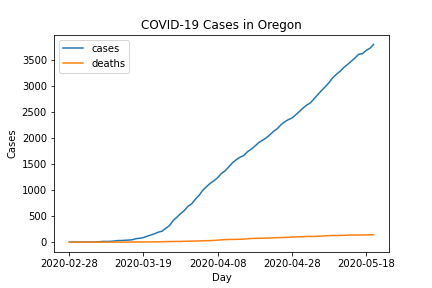 COVID-19 Cases in Oregon
cases
deaths
3500
3000
2500
2000
1500
1000
500
0
Cases
2020-02-28 2020-03-19 2020-04-08 2020-04-28 2020-05-18
Day